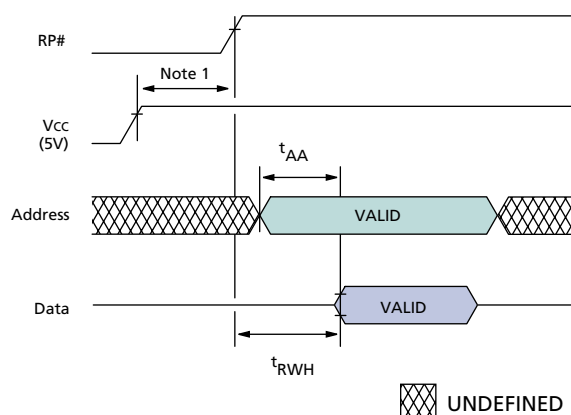 RP#
Note 1
Vcc
(5V)
tAA
Address
VALID
Data
VALID
tRWH
UNDEFINED